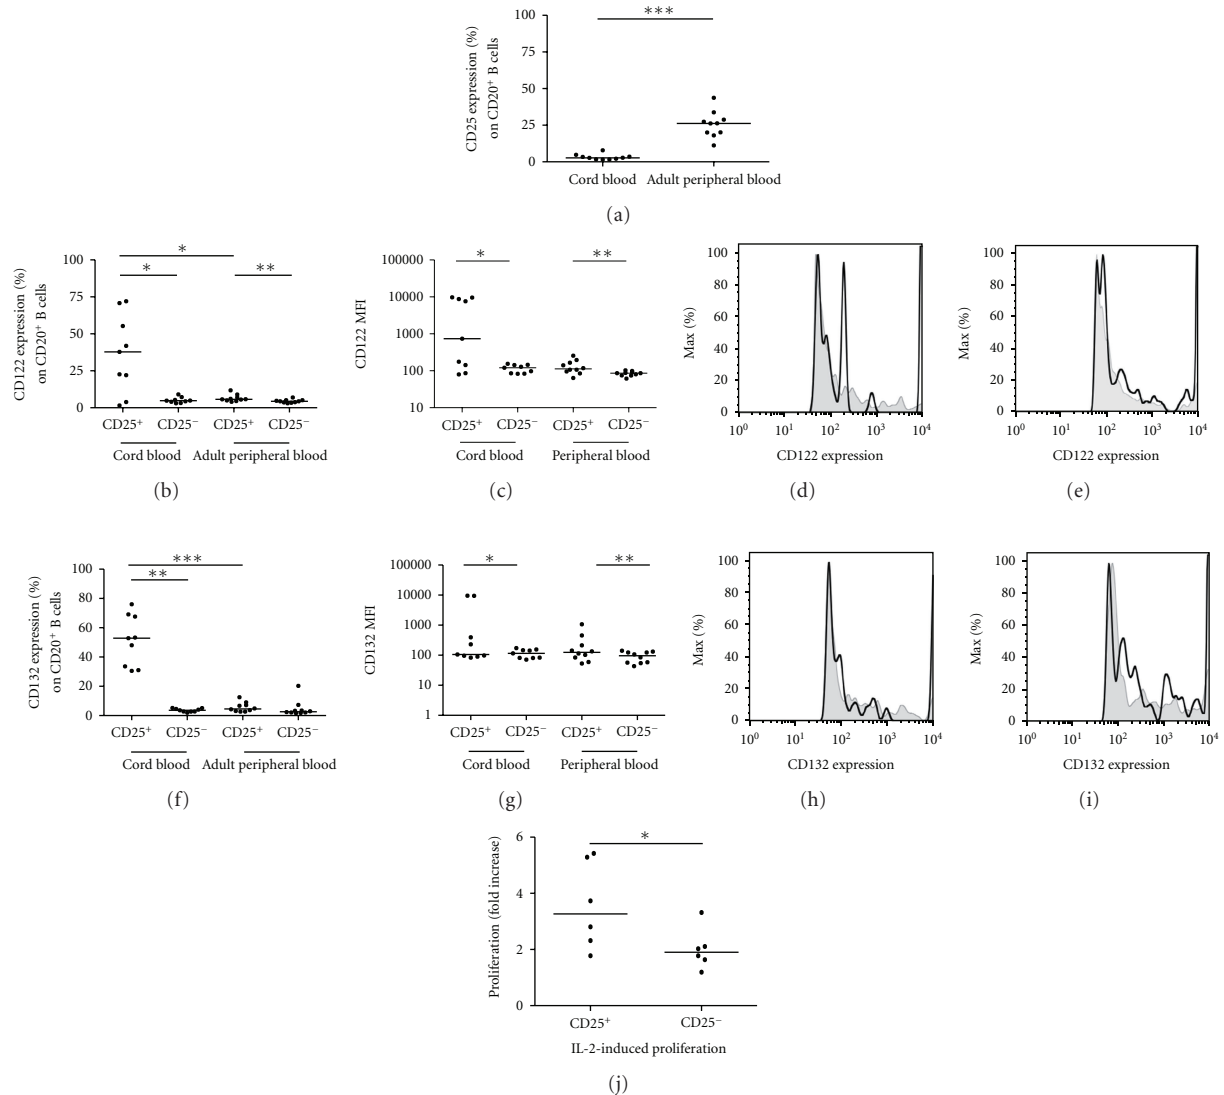 CD25 expression (%)
on CD20⁺ B cells
100
75
50
25
0
***
Cord blood
Adult peripheral blood
(a)
CD122 expression (%)
on CD20⁺ B cells
100
75
50
25
0
*
*
**
CD25⁺
CD25⁻
CD25⁺
CD25⁻
Cord blood
Adult peripheral blood
(b)
CD122 MFI
100000
10000
1000
100
10
*
**
CD25⁺
CD25⁻
CD25⁺
CD25⁻
Cord blood
Peripheral blood
(c)
Max (%)
100
80
60
40
20
0
10⁰
10¹
10²
10³
10⁴
CD122 expression
(d)
Max (%)
100
80
60
40
20
0
10⁰
10¹
10²
10³
10⁴
CD122 expression
(e)
CD132 expression (%)
on CD20⁺ B cells
100
80
60
40
20
0
***
**
CD25⁺
CD25⁻
CD25⁺
CD25⁻
Cord blood
Adult peripheral blood
(f)
CD132 MFI
100000
10000
1000
100
10
1
*
**
CD25⁺
CD25⁻
CD25⁺
CD25⁻
Cord blood
Peripheral blood
(g)
Max (%)
100
80
60
40
20
0
10⁰
10¹
10²
10³
10⁴
CD132 expression
(h)
Max (%)
100
80
60
40
20
0
10⁰
10¹
10²
10³
10⁴
CD132 expression
(i)
Proliferation (fold increase)
6
4
2
0
*
CD25⁺
CD25⁻
IL-2-induced proliferation
(j)